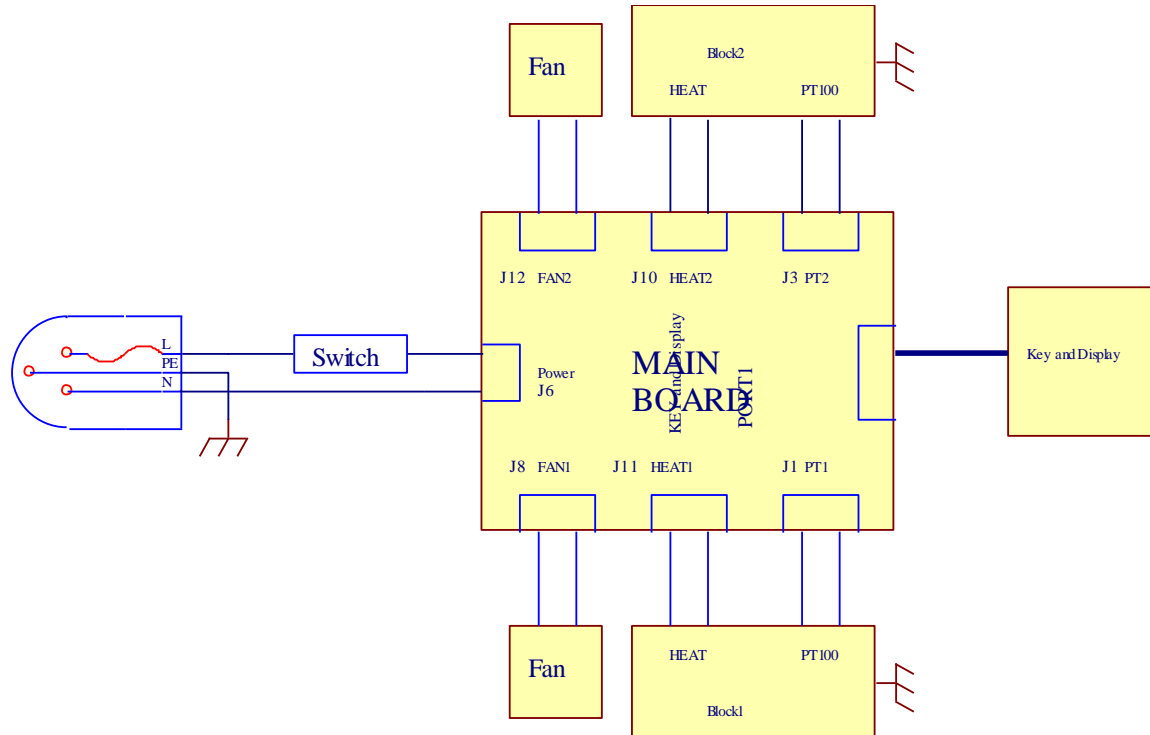 Fan
Block2
HEAT PT100
J12 FAN2
J10 HEAT2
J3 PT2
L
PE
N
Switch
Power
J6
MAIN
BOARD
KEY and Display
PORT1
Key and Display
J8 FAN1
J11 HEAT1
J1 PT1
Fan
HEAT PT100
Block1